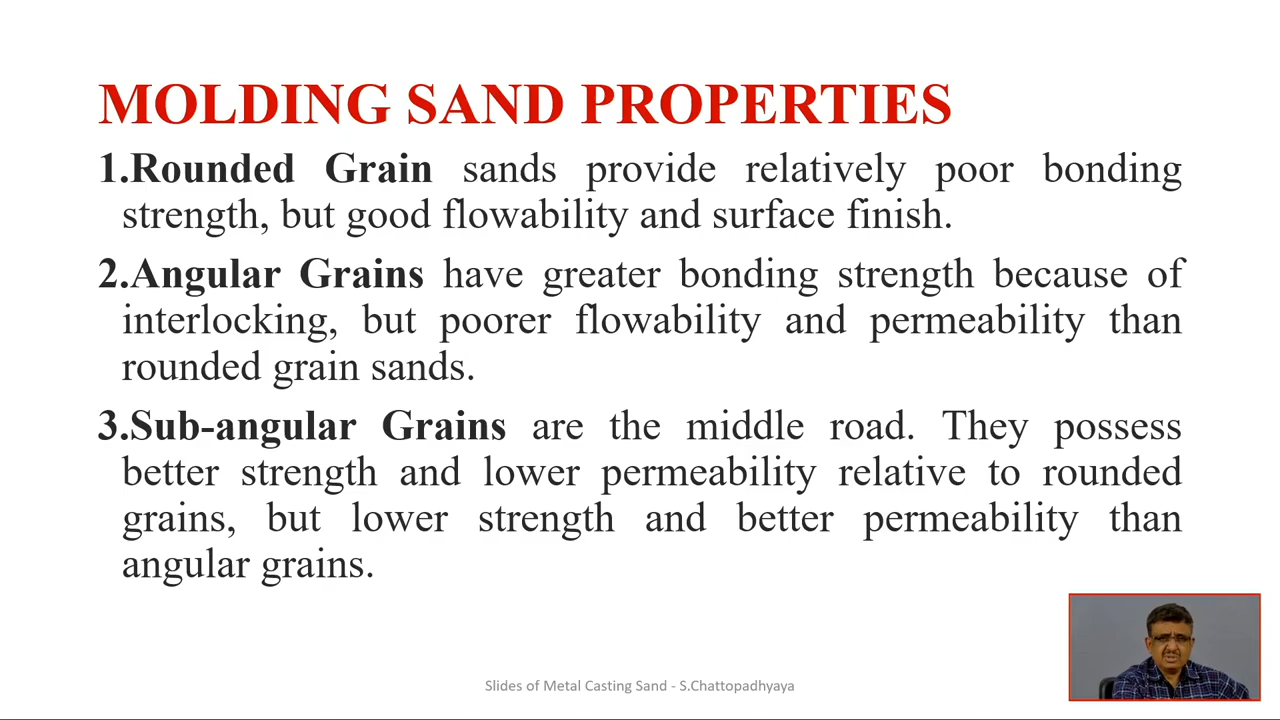 MOLDING SAND PROPERTIES
1.Rounded Grain sands provide relatively poor bonding
strength, but good flowability and surface finish.
2.Angular Grains have greater bonding strength because of
interlocking, but poorer flowability and permeability than
rounded grain sands.
3.Sub-angular Grains are the middle road. They possess
better strength and lower permeability relative to rounded
grains, but lower strength and better permeability than
angular grains.
Slides of Metal Casting Sand - S.Chattopadhyaya